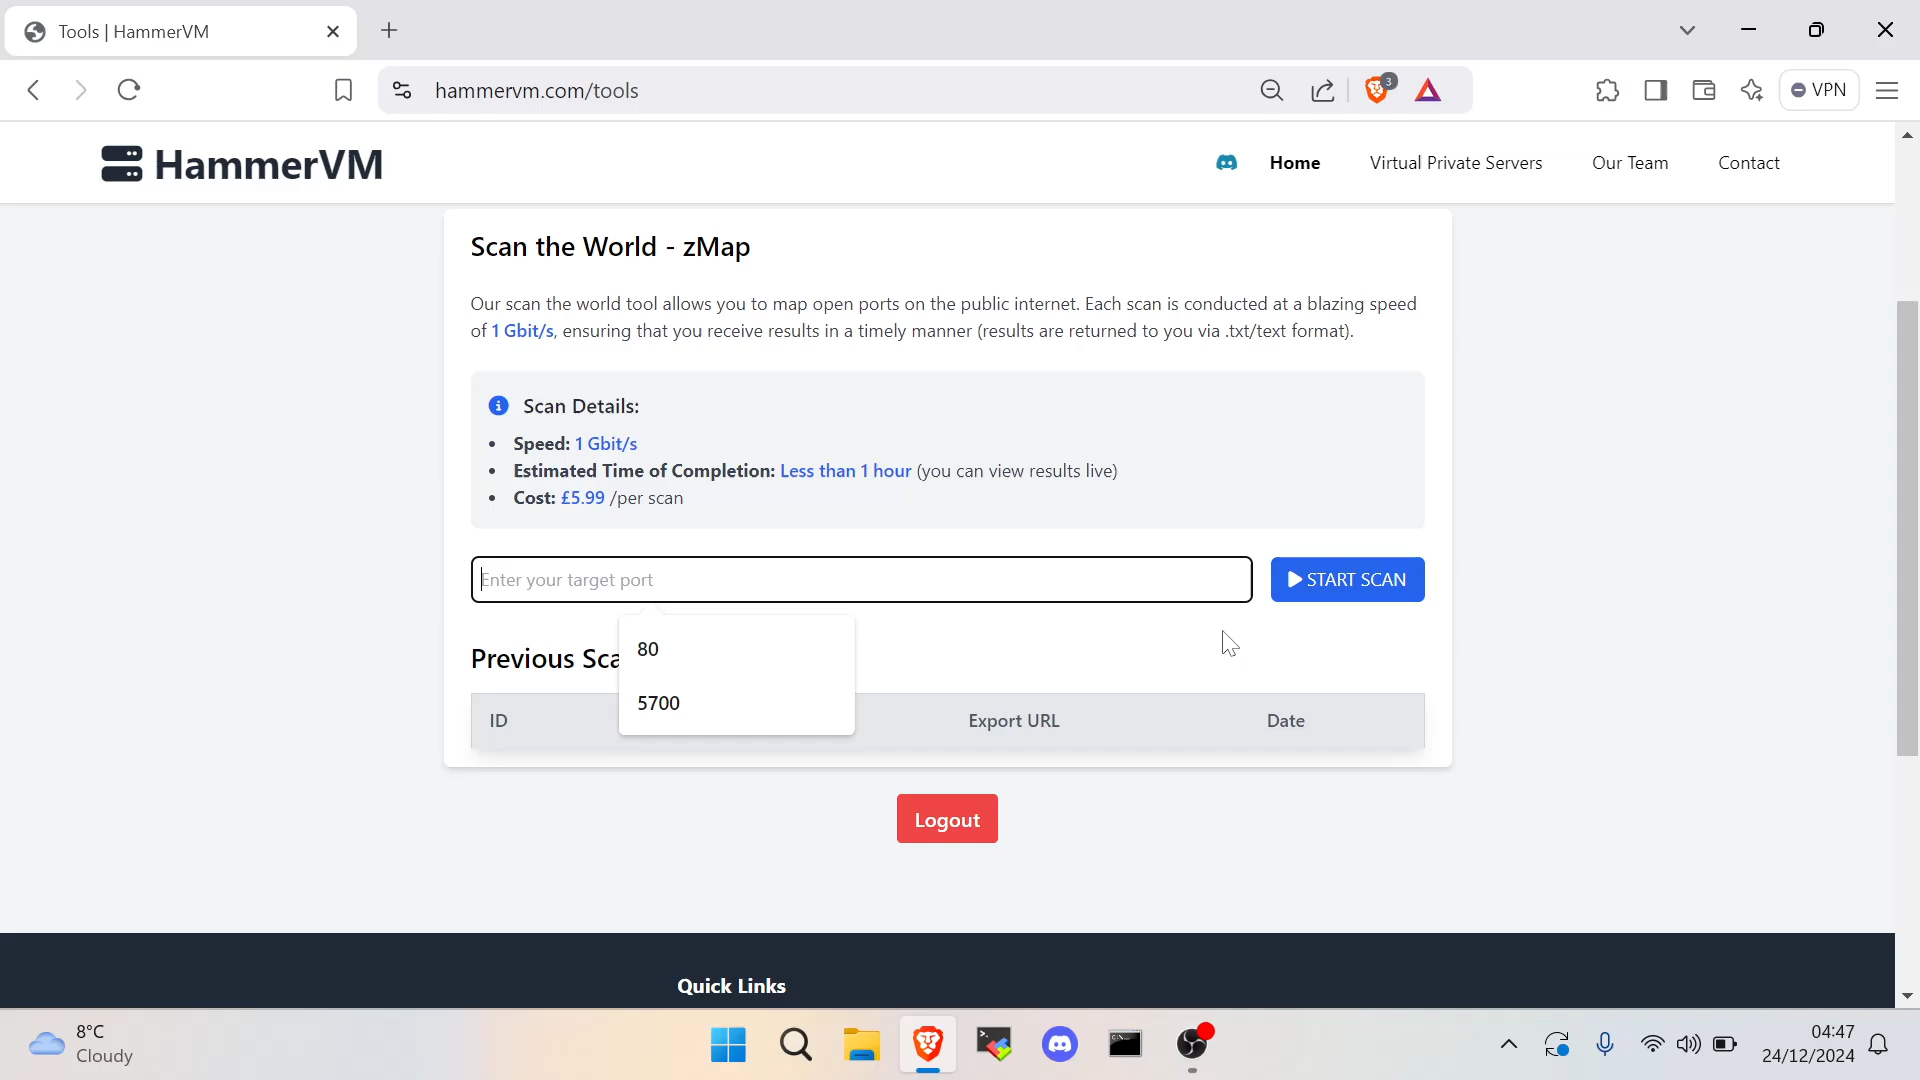 Tools | HammerVM
hammervm.com/tools
3
VPN
HammerVM
Home
Virtual Private Servers
Our Team
Contact
Scan the World - zMap
Our scan the world tool allows you to map open ports on the public internet. Each scan is conducted at a blazing speed
of 1 Gbit/s, ensuring that you receive results in a timely manner (results are returned to you via .txt/text format).
Scan Details:
Speed: 1 Gbit/s
Estimated Time of Completion: Less than 1 hour (you can view results live)
Cost: £5.99 /per scan
Enter your target port
START SCAN
80
5700
Previous Sca
ID
Export URL
Date
Logout
Quick Links
8°C
Cloudy
04:47
24/12/2024